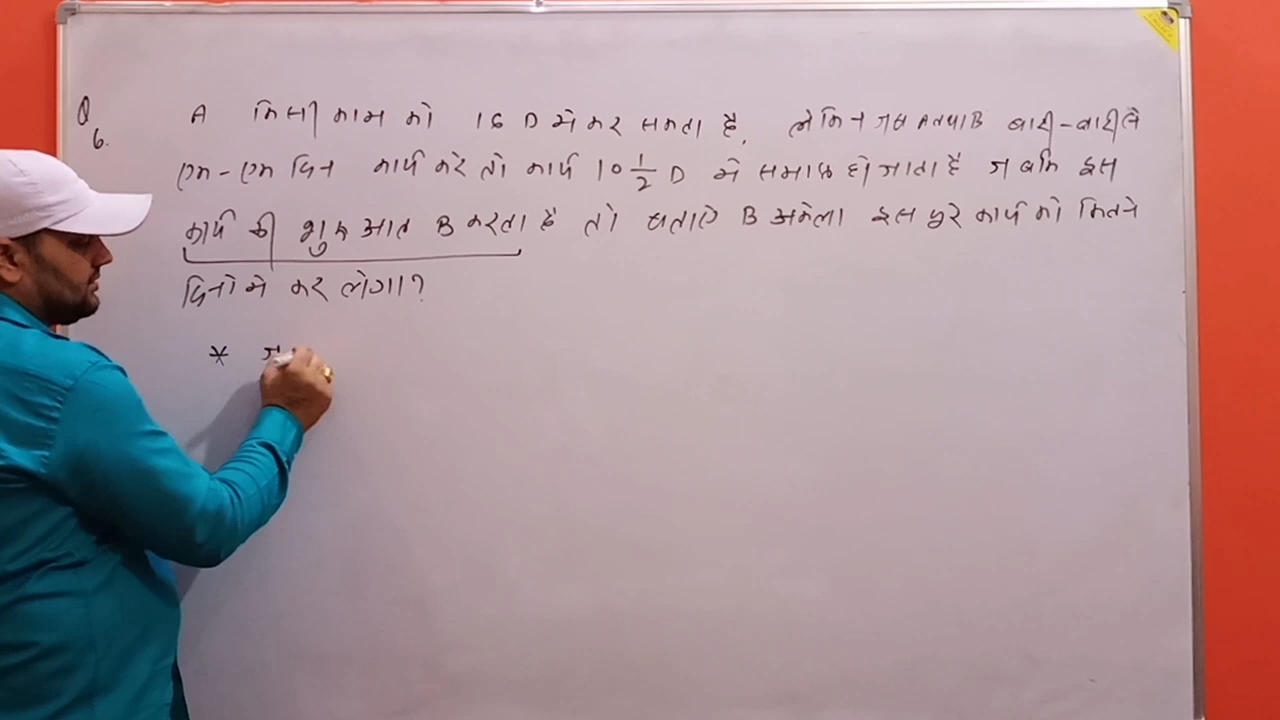 Q 6. A किसी काम को 16 D मे कर सकता है, लेकिन जब A तथा B बारी-बारी से
एक-एक दिन कार्य करे तो कार्य 10 1/2 D मे समाप्त हो जाता है जबकि इस
कार्य की शुरूआत B करता है तो बताऐ B अकेला इस पुरे कार्य को कितने
दिनो मे कर लेगा?
* ज